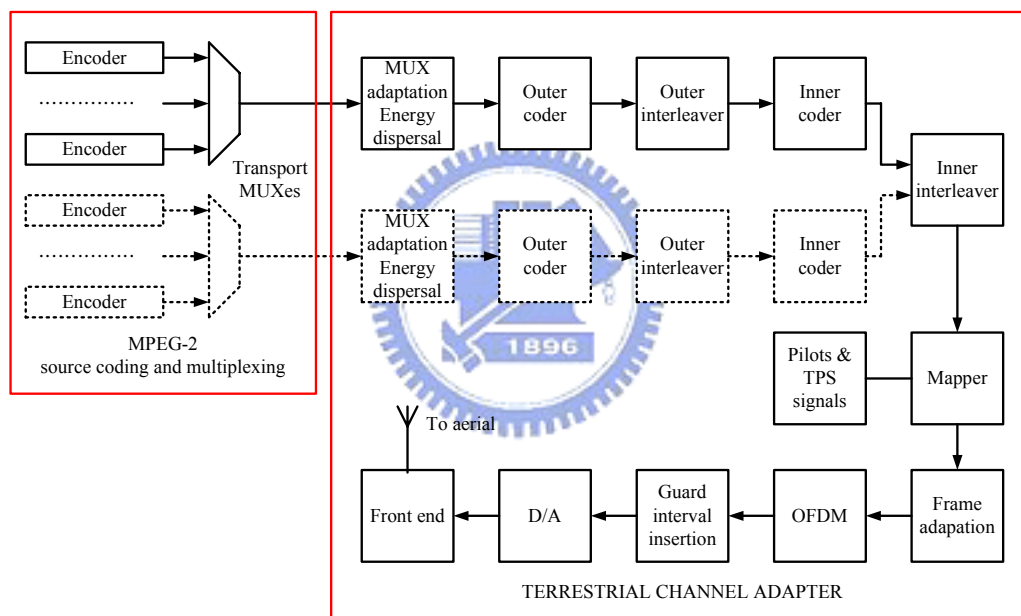 Encoder
Encoder
Transport
MUXes
Encoder
Encoder
MPEG-2
source coding and multiplexing
MUX
adaptation
Energy
dispersal
Outer
coder
Outer
interleaver
Inner
coder
Inner
interleaver
MUX
adaptation
Energy
dispersal
Outer
coder
Outer
interleaver
Inner
coder
1896
Pilots &
TPS
signals
Mapper
To aerial
Front end
D/A
Guard
interval
insertion
OFDM
Frame
adapation
TERRESTRIAL CHANNEL ADAPTER